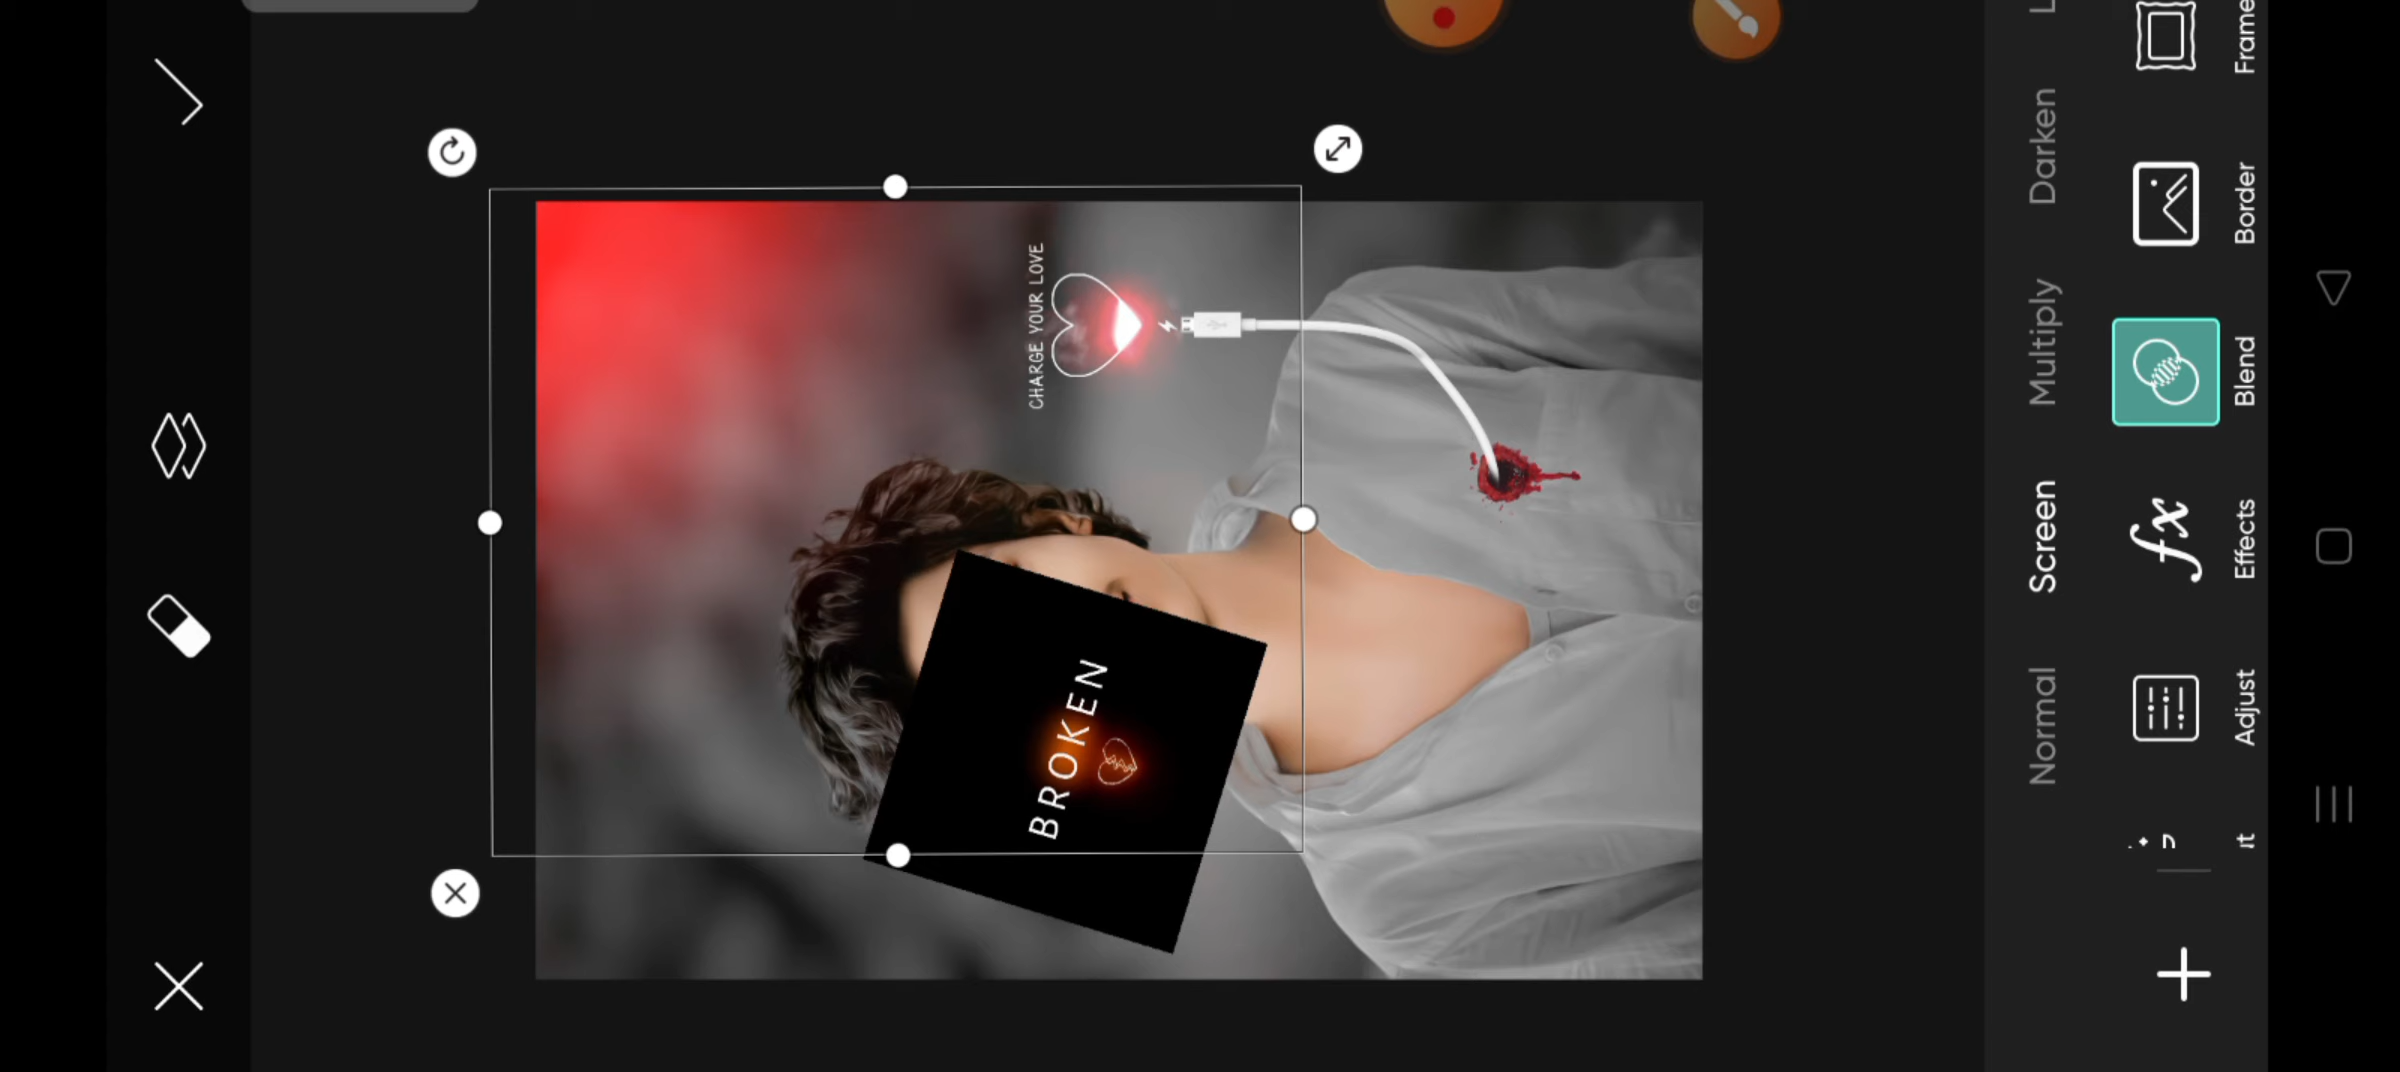 CHARGE YOUR LOVE
BROKEN
Normal
Screen
Multiply
Darken
Adjust
Effects
Blend
Border
Frame